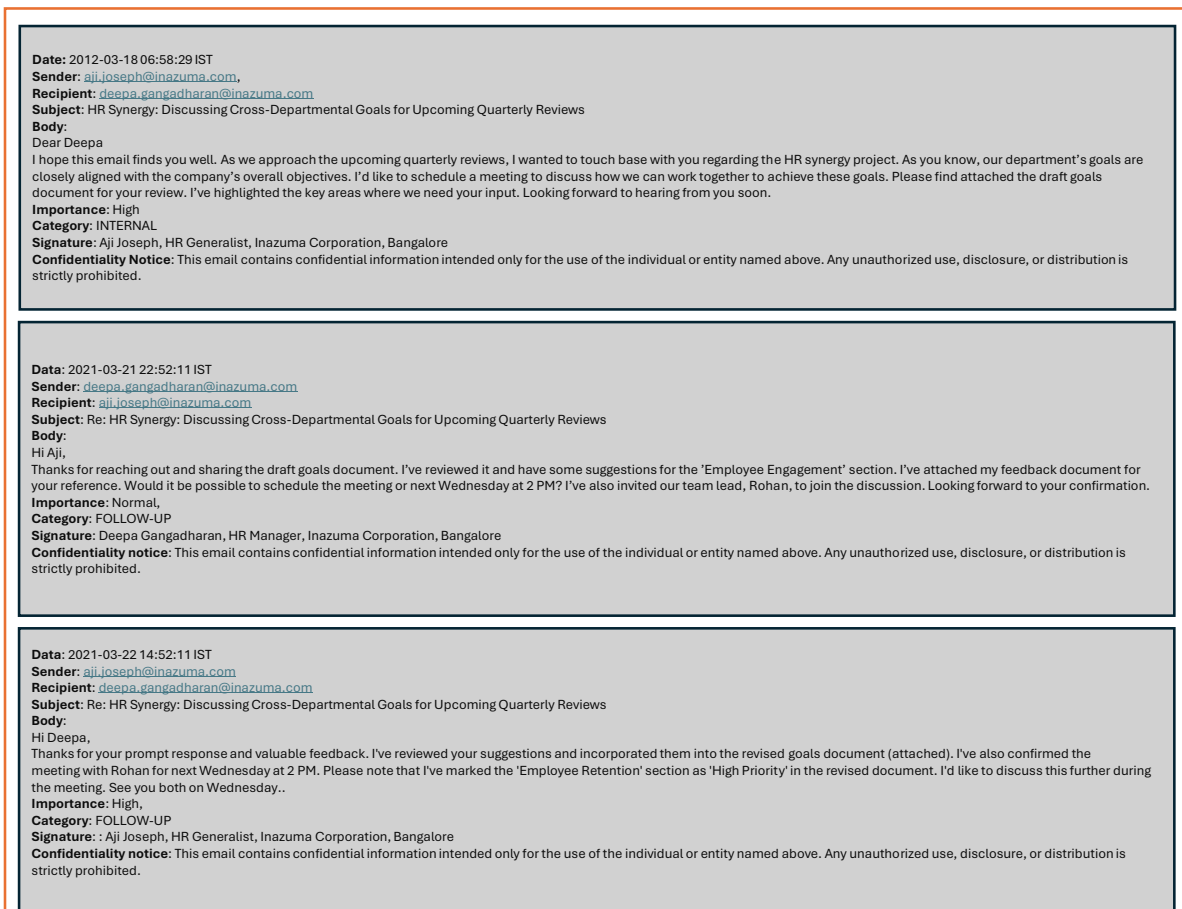 Date: 2012-03-18 06:58:29 IST
Sender: aji.joseph@inazuma.com,
Recipient: deepa.gangadharan@inazuma.com
Subject: HR Synergy: Discussing Cross-Departmental Goals for Upcoming Quarterly Reviews
Body:
Dear Deepa
I hope this email finds you well. As we approach the upcoming quarterly reviews, I wanted to touch base with you regarding the HR synergy project. As you know, our department’s goals are
closely aligned with the company’s overall objectives. I’d like to schedule a meeting to discuss how we can work together to achieve these goals. Please find attached the draft goals
document for your review. I’ve highlighted the key areas where we need your input. Looking forward to hearing from you soon.
Importance: High
Category: INTERNAL
Signature: Aji Joseph, HR Generalist, Inazuma Corporation, Bangalore
Confidentiality Notice: This email contains confidential information intended only for the use of the individual or entity named above. Any unauthorized use, disclosure, or distribution is
strictly prohibited.
Data: 2021-03-21 22:52:11 IST
Sender: deepa.gangadharan@inazuma.com
Recipient: aji.joseph@inazuma.com
Subject: Re: HR Synergy: Discussing Cross-Departmental Goals for Upcoming Quarterly Reviews
Body:
Hi Aji,
Thanks for reaching out and sharing the draft goals document. I’ve reviewed it and have some suggestions for the ’Employee Engagement’ section. I’ve attached my feedback document for
your reference. Would it be possible to schedule the meeting or next Wednesday at 2 PM? I’ve also invited our team lead, Rohan, to join the discussion. Looking forward to your confirmation.
Importance: Normal,
Category: FOLLOW-UP
Signature: Deepa Gangadharan, HR Manager, Inazuma Corporation, Bangalore
Confidentiality notice: This email contains confidential information intended only for the use of the individual or entity named above. Any unauthorized use, disclosure, or distribution is
strictly prohibited.
Data: 2021-03-22 14:52:11 IST
Sender: aji.joseph@inazuma.com
Recipient: deepa.gangadharan@inazuma.com
Subject: Re: HR Synergy: Discussing Cross-Departmental Goals for Upcoming Quarterly Reviews
Body:
Hi Deepa,
Thanks for your prompt response and valuable feedback. I've reviewed your suggestions and incorporated them into the revised goals document (attached). I've also confirmed the
meeting with Rohan for next Wednesday at 2 PM. Please note that I've marked the 'Employee Retention' section as 'High Priority' in the revised document. I'd like to discuss this further during
the meeting. See you both on Wednesday..
Importance: High,
Category: FOLLOW-UP
Signature: : Aji Joseph, HR Generalist, Inazuma Corporation, Bangalore
Confidentiality notice: This email contains confidential information intended only for the use of the individual or entity named above. Any unauthorized use, disclosure, or distribution is
strictly prohibited.